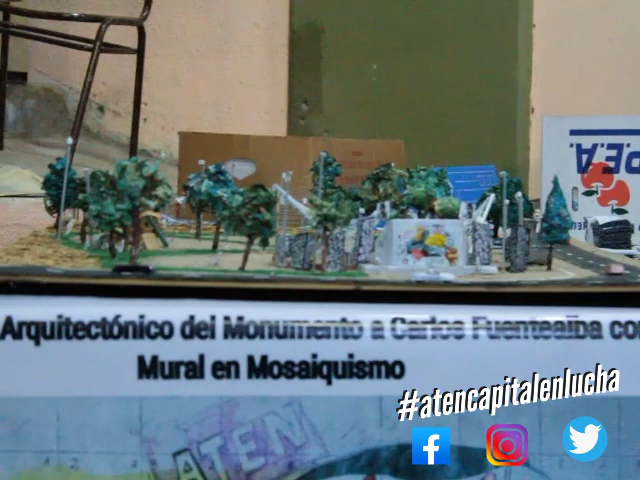 P.E.A.
Arquitectónico del Monumento a Carlos Fuentealba con
Mural en Mosaiquismo
#atencapitalenlucha
ATEN